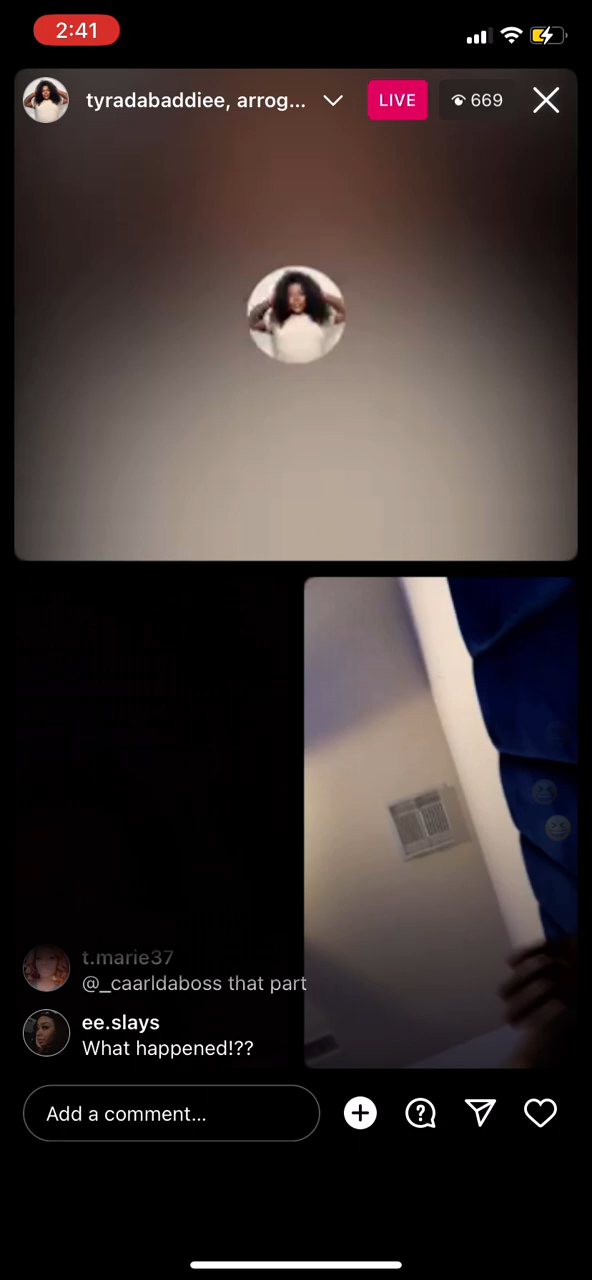 2:41
tyradabaddiee, arrog...
LIVE
669
t.marie37
@_caarldaboss that part
ee.slays
What happened!??
Add a comment...